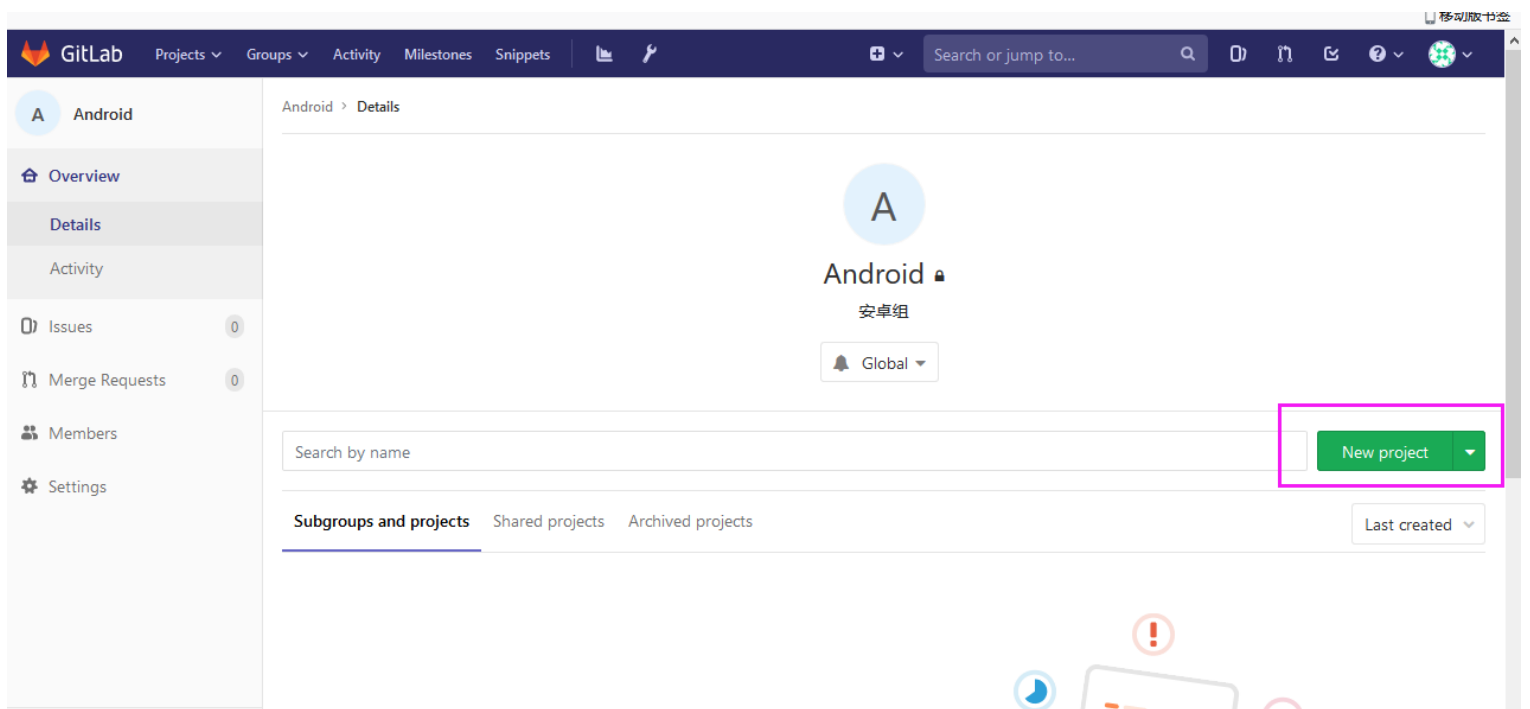 移动版书签
GitLab Projects Groups Activity Milestones Snippets Search or jump to...
A Android
Android > Details
Overview
Details
Activity
Issues 0
Merge Requests 0
Members
Settings
A
Android
安卓组
Global
Search by name New project
Subgroups and projects Shared projects Archived projects Last created